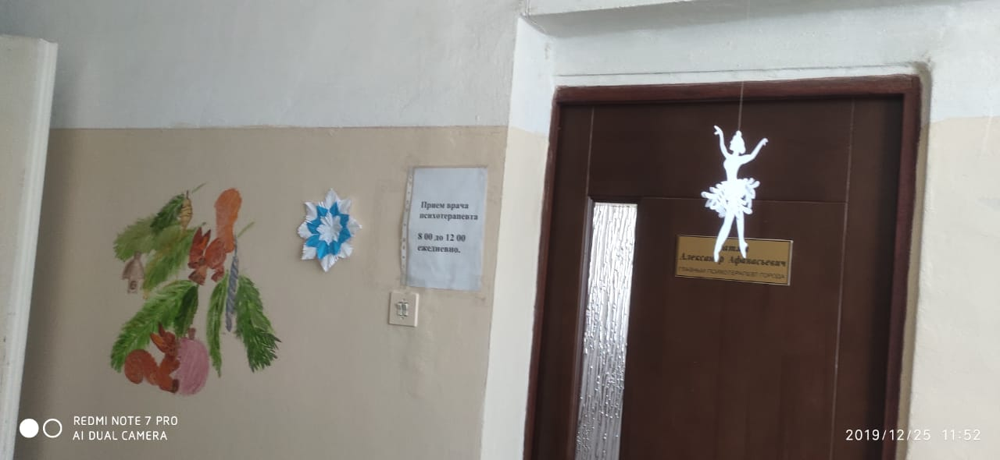 Прием врача
психотерапевта
8 00 до 12 00
ежедневно.
Александр Афанасьевич
ГЛАВНЫЙ ПСИХОТЕРАПЕВТ ГОРОДА
REDMI NOTE 7 PRO
AI DUAL CAMERA
2019/12/25 11:52